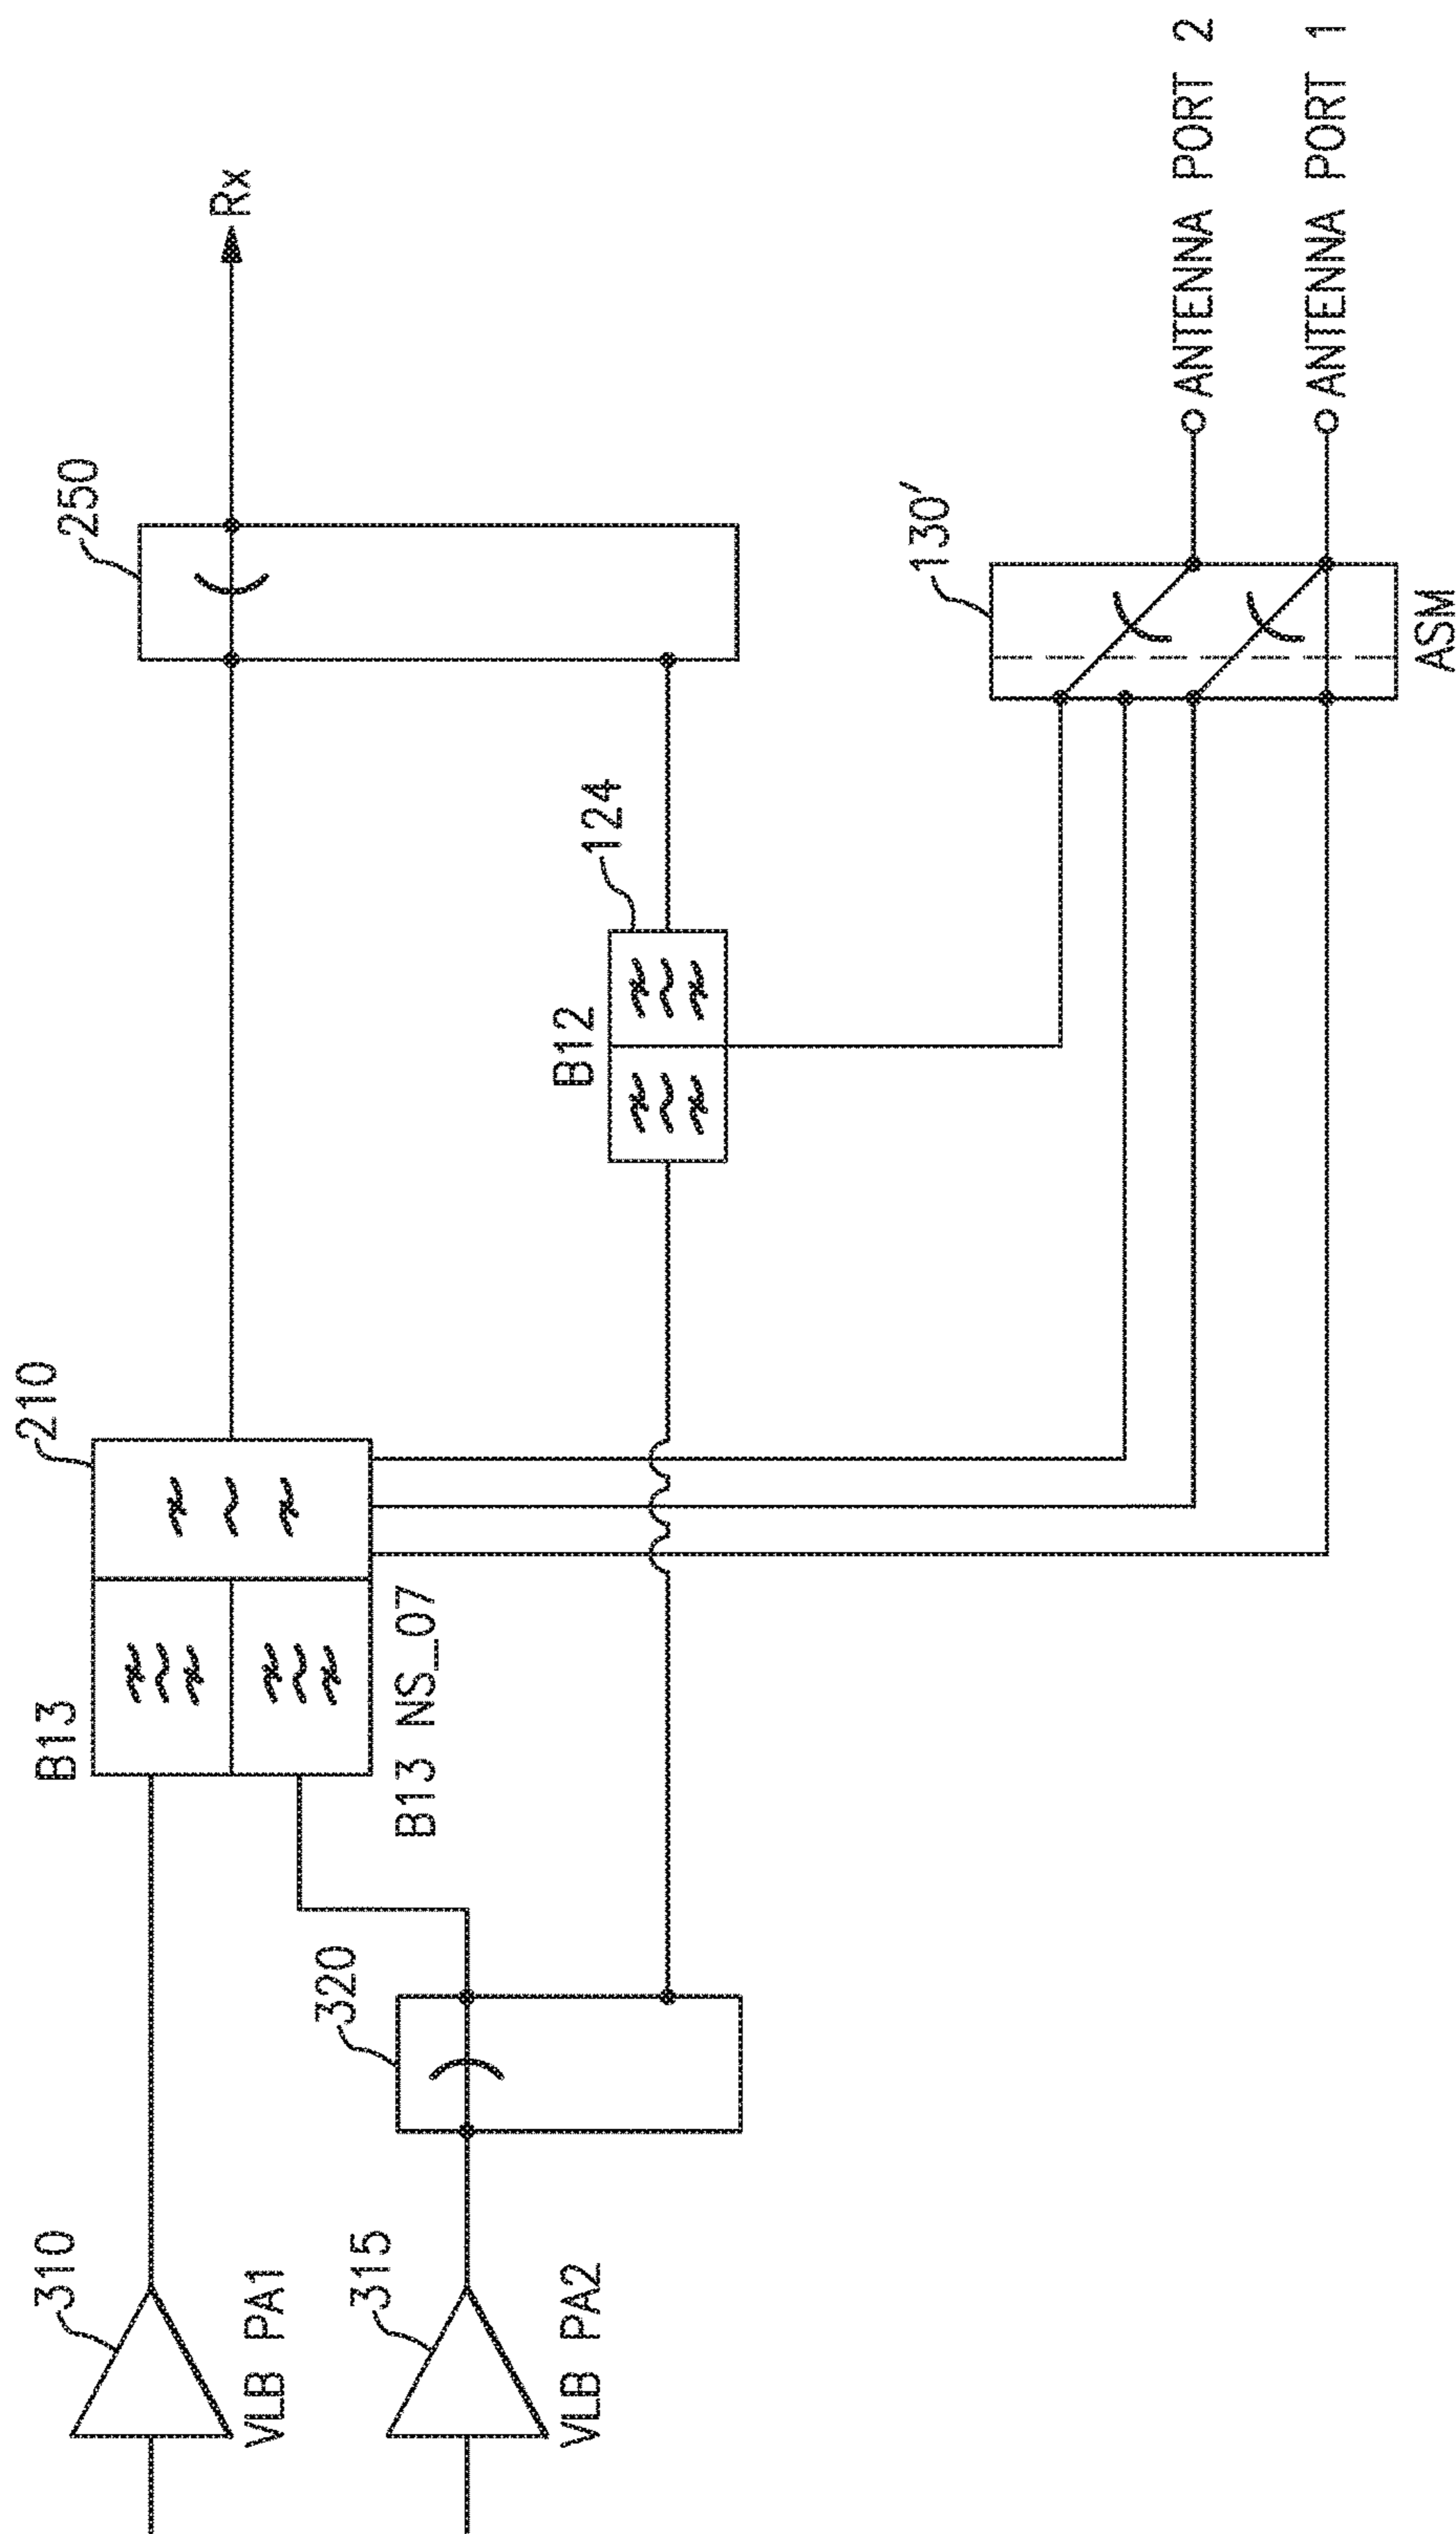 310
VLB PA1
315
VLB PA2
320
B13
B13 NS_07
210
B12
124
250
Rx
130'
ASM
ANTENNA PORT 2
ANTENNA PORT 1